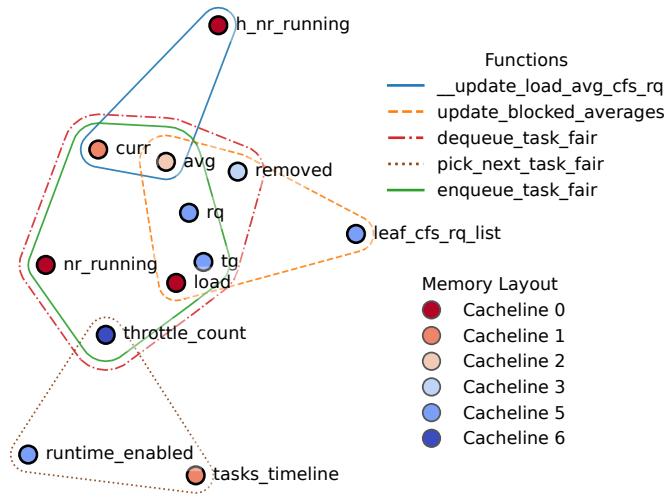 h_nr_running
Functions
__update_load_avg_cfs_rq
update_blocked_averages
dequeue_task_fair
pick_next_task_fair
enqueue_task_fair
curr
avg
removed
rq
leaf_cfs_rq_list
nr_running
tg
load
throttle_count
Memory Layout
Cacheline 0
Cacheline 1
Cacheline 2
Cacheline 3
Cacheline 5
Cacheline 6
runtime_enabled
tasks_timeline